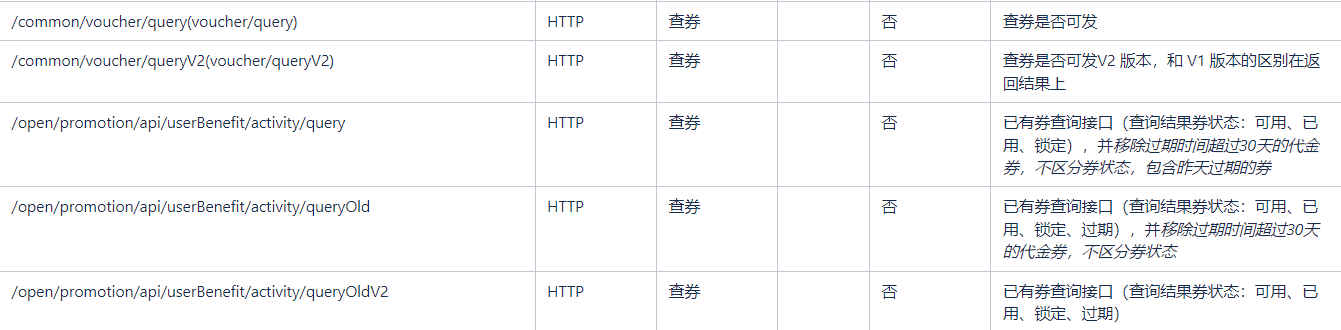 /common/voucher/query(voucher/query) HTTP 查券 否 查券是否可发
/common/voucher/queryV2(voucher/queryV2) HTTP 查券 否 查券是否可发V2 版本，和 V1 版本的区别在返
回结果上
/open/promotion/api/userBenefit/activity/query HTTP 查券 否 已有券查询接口（查询结果券状态：可用、已
用、锁定），并移除过期时间超过30天的代金
券，不区分券状态，包含昨天过期的券
/open/promotion/api/userBenefit/activity/queryOld HTTP 查券 否 已有券查询接口（查询结果券状态：可用、已
用、锁定、过期），并移除过期时间超过30天
的代金券，不区分券状态
/open/promotion/api/userBenefit/activity/queryOldV2 HTTP 查券 否 已有券查询接口（查询结果券状态：可用、已
用、锁定、过期）